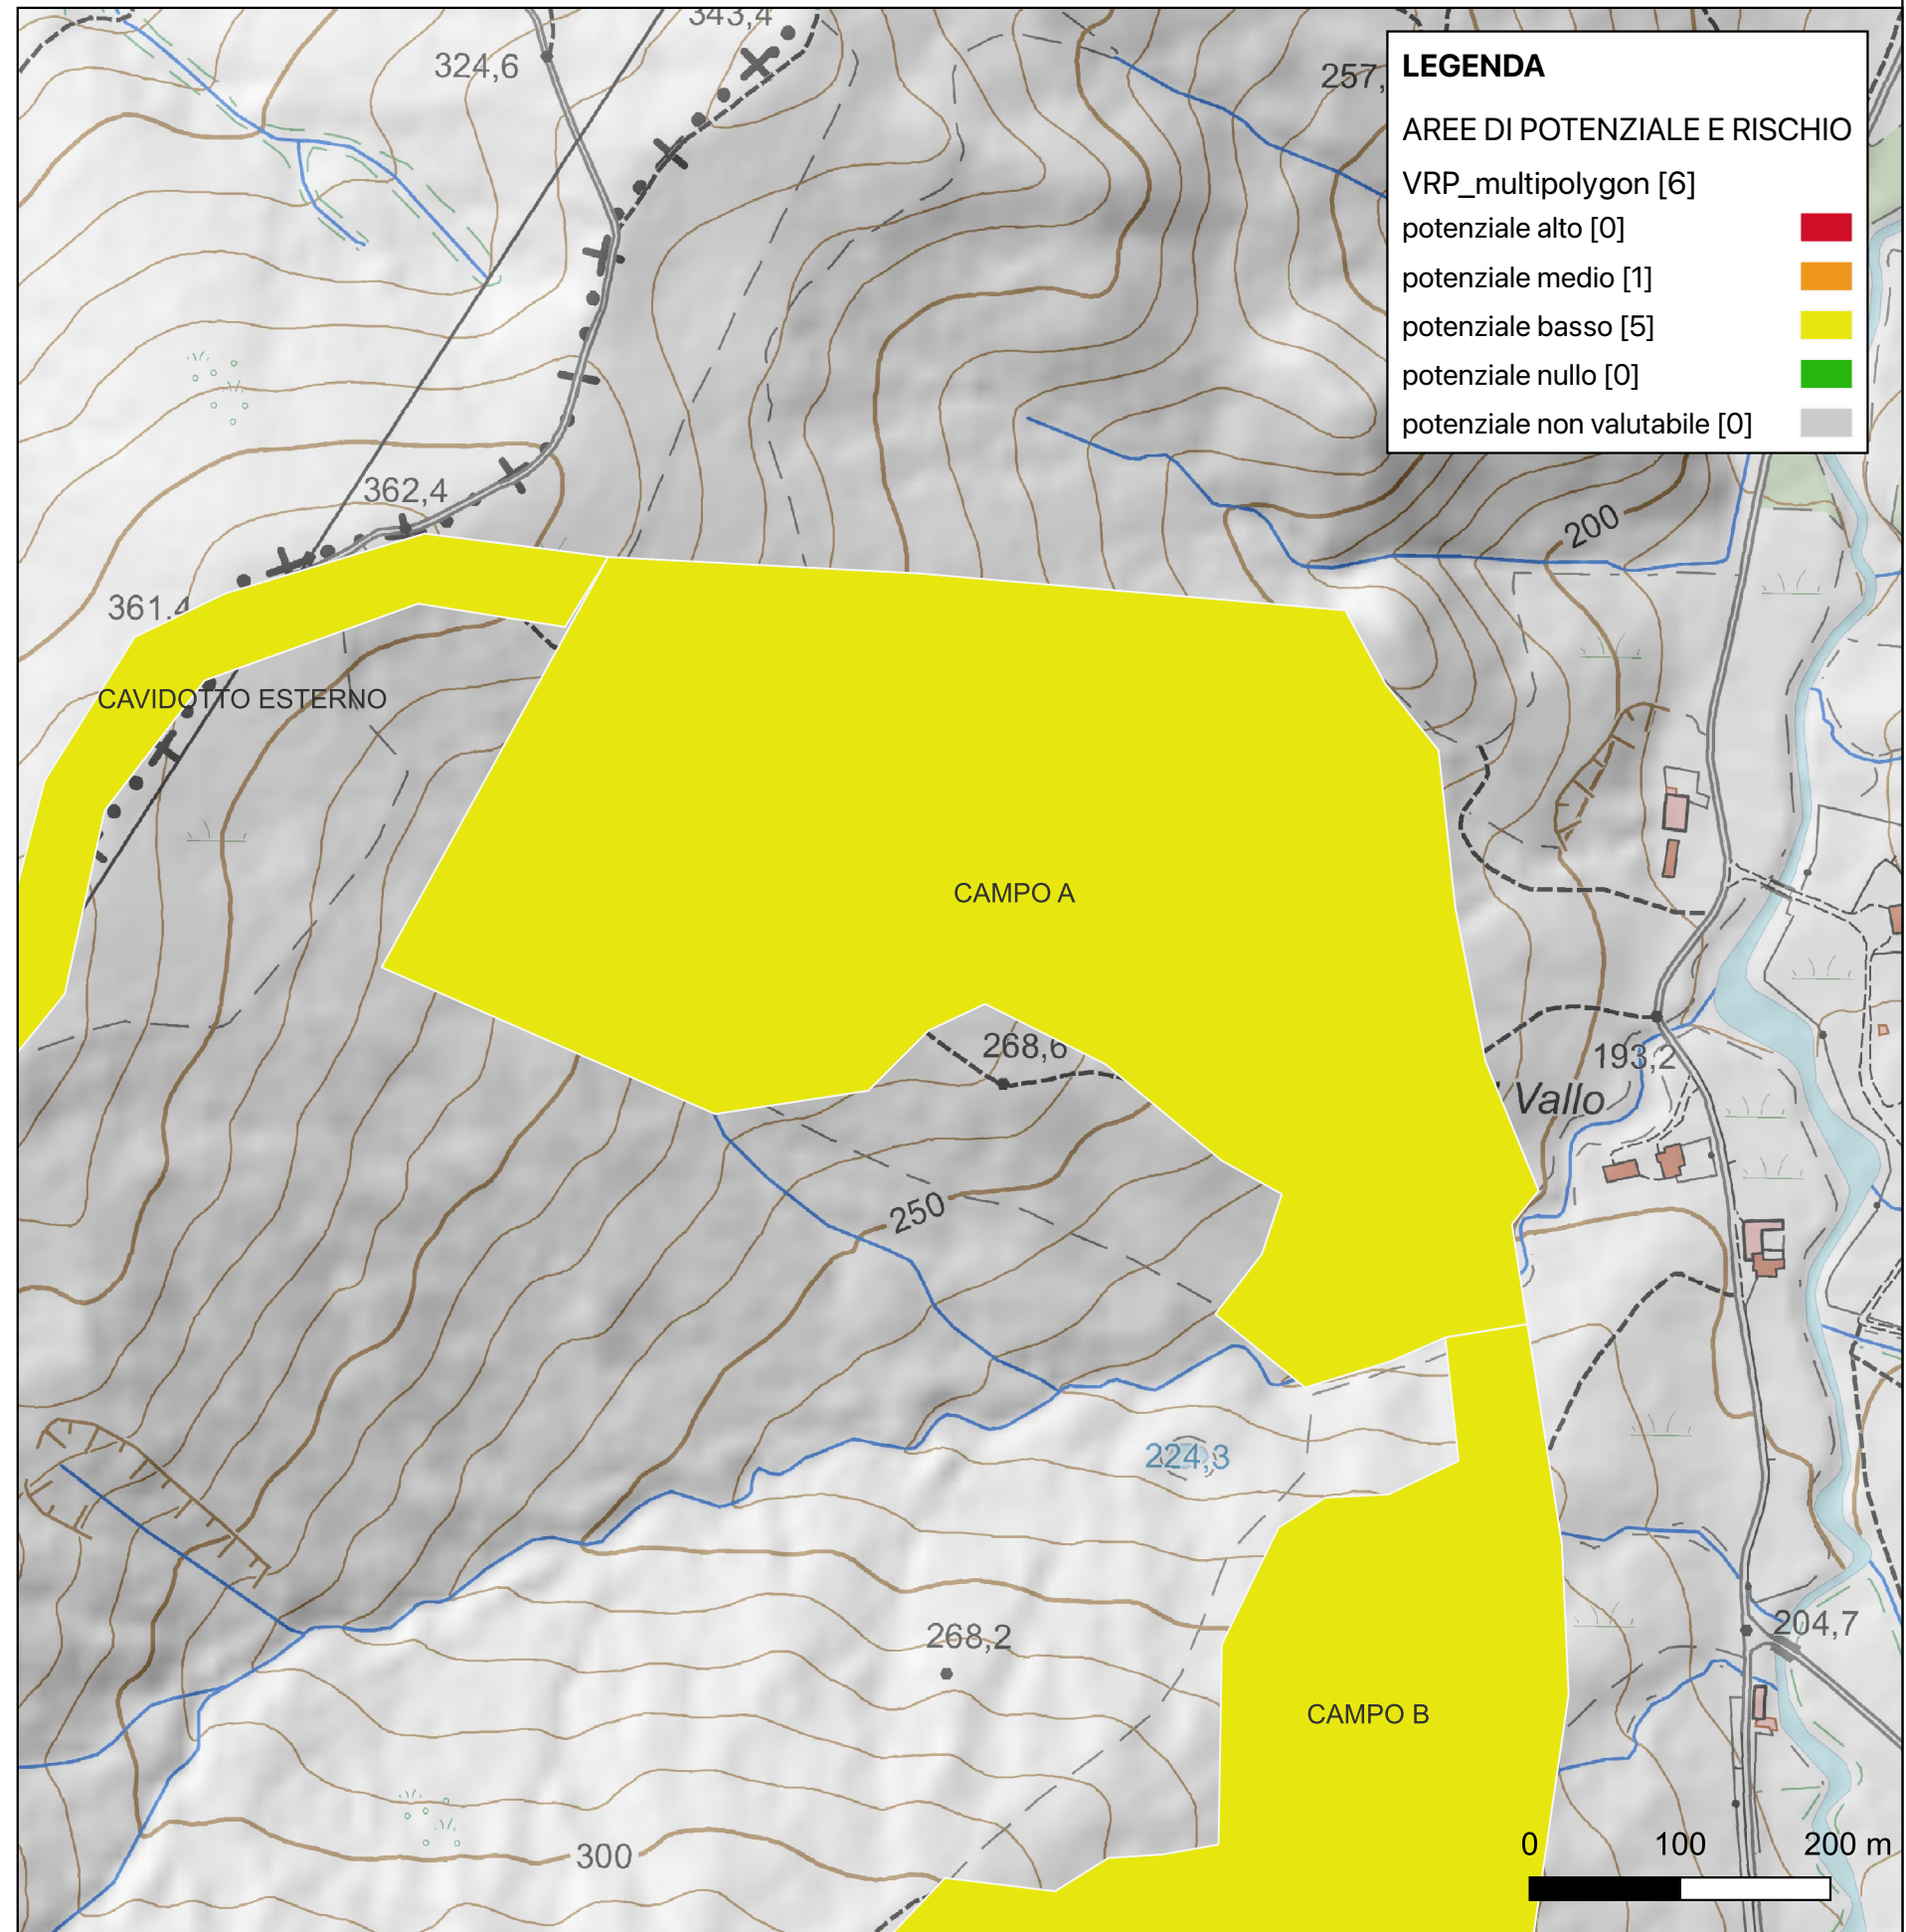 343,4
324,6
257,
LEGENDA
AREE DI POTENZIALE E RISCHIO
VRP_multipolygon [6]
potenziale alto [0]
potenziale medio [1]
potenziale basso [5]
potenziale nullo [0]
potenziale non valutabile [0]
362,4
200
361,4
CAVIDOTTO ESTERNO
CAMPO A
268,6
193,2
Vallo
250
224,3
268,2
204,7
CAMPO B
300
0 100 200 m